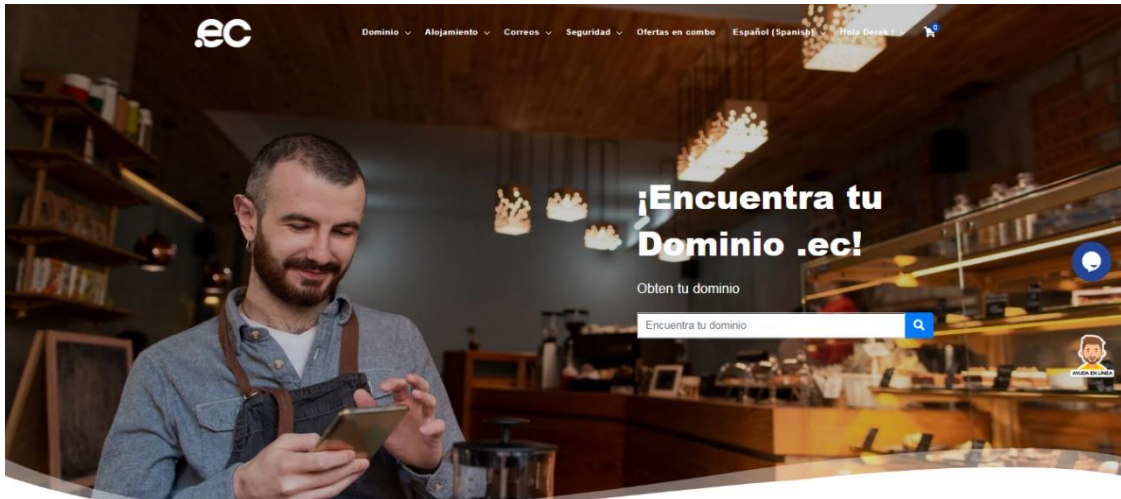 .ec
Dominio Alojamiento Correos Seguridad Ofertas en combo Español (Spanish) Hola Derek ! 0
¡Encuentra tu
Dominio .ec!
Obten tu dominio
Encuentra tu dominio
AYUDA EN LÍNEA